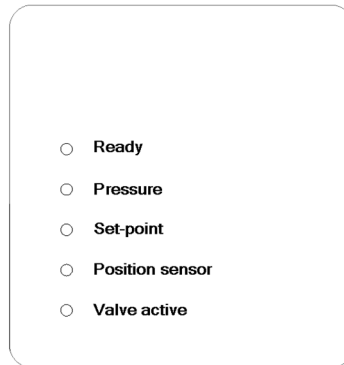 Ready
Pressure
Set-point
Position sensor
Valve active